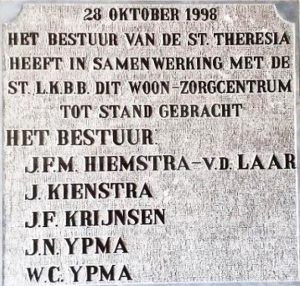 28 OKTOBER 1998
HET BESTUUR VAN DE ST. THERESIA
HEEFT IN SAMENWERKING MET DE
ST. L.K.B.B. DIT WOON-ZORGCENTRUM
TOT STAND GEBRACHT
HET BESTUUR.
J.F.M. HIEMSTRA-V.D. LAAR
J. KIENSTRA
J.F. KRIJNSEN
J.N. YPMA
W.C. YPMA